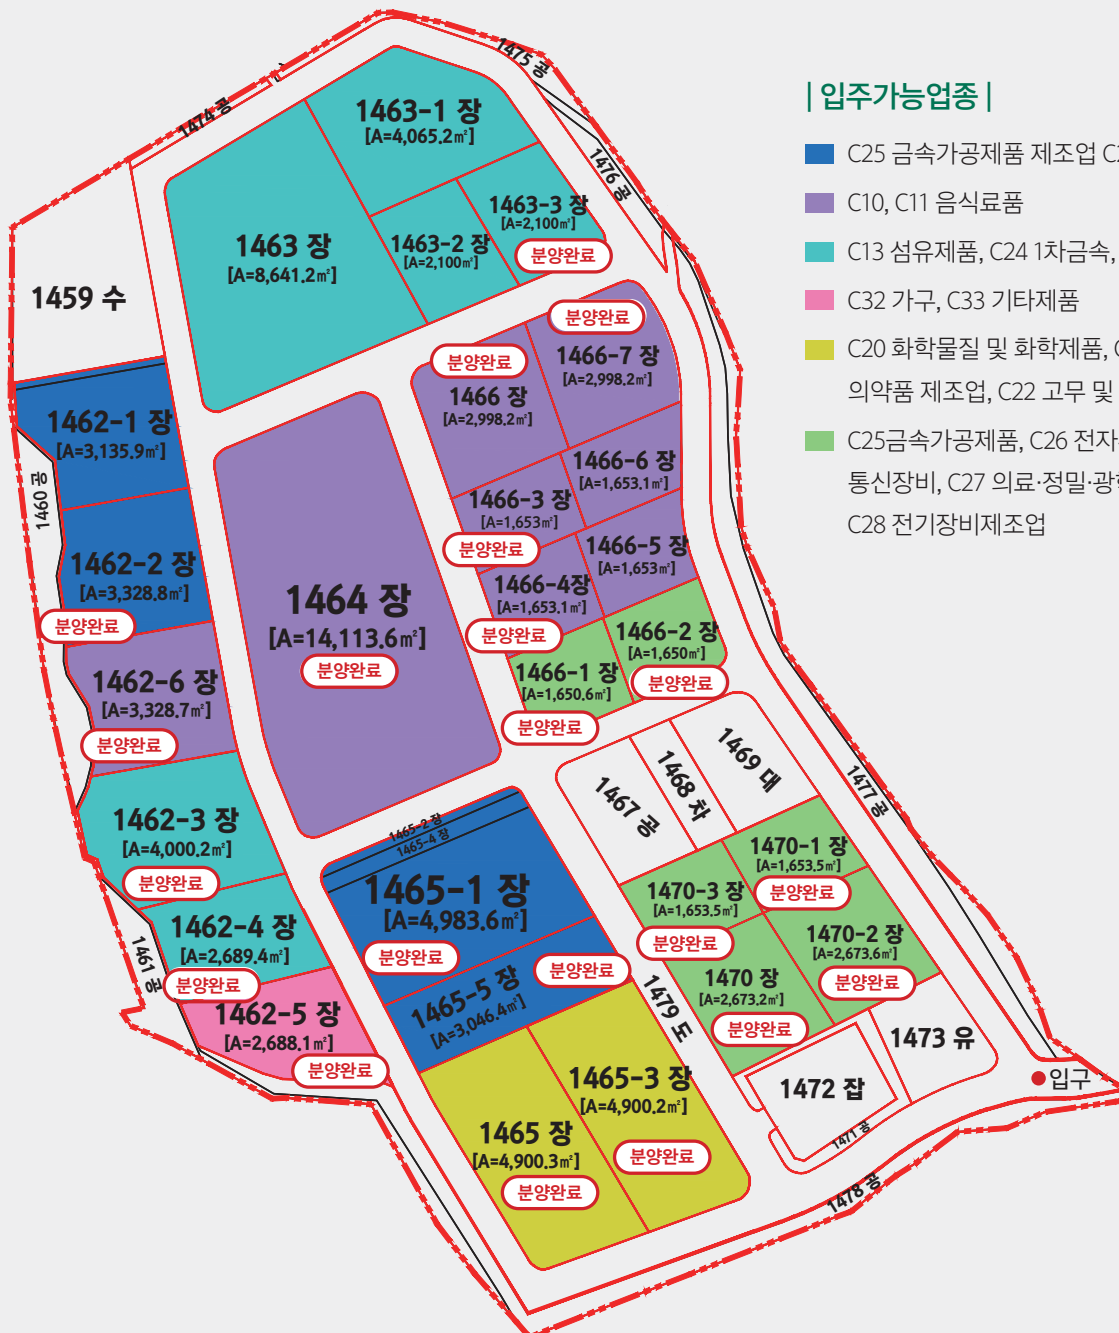 | 입주가능업종 |
C25 금속가공제품 제조업
C10, C11 음식료품
C13 섬유제품, C24 1차금속,
C32 가구, C33 기타제품
C20 화학물질 및 화학제품,
의약품 제조업, C22 고무 및
C25금속가공제품, C26 전자
통신장비, C27 의료·정밀·광학
C28 전기장비제조업
1475 공
1474 공
1463-1 장
[A=4,065.2㎡]
1476 공
1463-3 장
[A=2,100㎡]
분양완료
1463 장
[A=8,641.2㎡]
1463-2 장
[A=2,100㎡]
1459 수
분양완료
1466-7 장
[A=2,998.2㎡]
분양완료
1466 장
[A=2,998.2㎡]
1462-1 장
[A=3,135.9㎡]
1460 공
1466-6 장
[A=1,653.1㎡]
1466-3 장
[A=1,653㎡]
분양완료
1466-5 장
[A=1,653㎡]
1462-2 장
[A=3,328.8㎡]
분양완료
1464 장
[A=14,113.6㎡]
분양완료
1466-4장
[A=1,653.1㎡]
분양완료
1466-2 장
[A=1,650㎡]
분양완료
1466-1 장
[A=1,650.6㎡]
분양완료
1462-6 장
[A=3,328.7㎡]
분양완료
1469 대
1468 차
1467 공
1477 공
1462-3 장
[A=4,000.2㎡]
분양완료
1465-2 장
1465-4 장
1465-1 장
[A=4,983.6㎡]
분양완료
1470-1 장
[A=1,653.5㎡]
분양완료
1470-3 장
[A=1,653.5㎡]
분양완료
1462-4 장
[A=2,689.4㎡]
분양완료
1461 공
1470-2 장
[A=2,673.6㎡]
분양완료
1465-5 장
[A=3,046.4㎡]
분양완료
1470 장
[A=2,673.2㎡]
분양완료
1479 도
1462-5 장
[A=2,688.1㎡]
분양완료
1473 유
1472 잡
입구
1465-3 장
[A=4,900.2㎡]
분양완료
1465 장
[A=4,900.3㎡]
분양완료
1471 공
1478 공